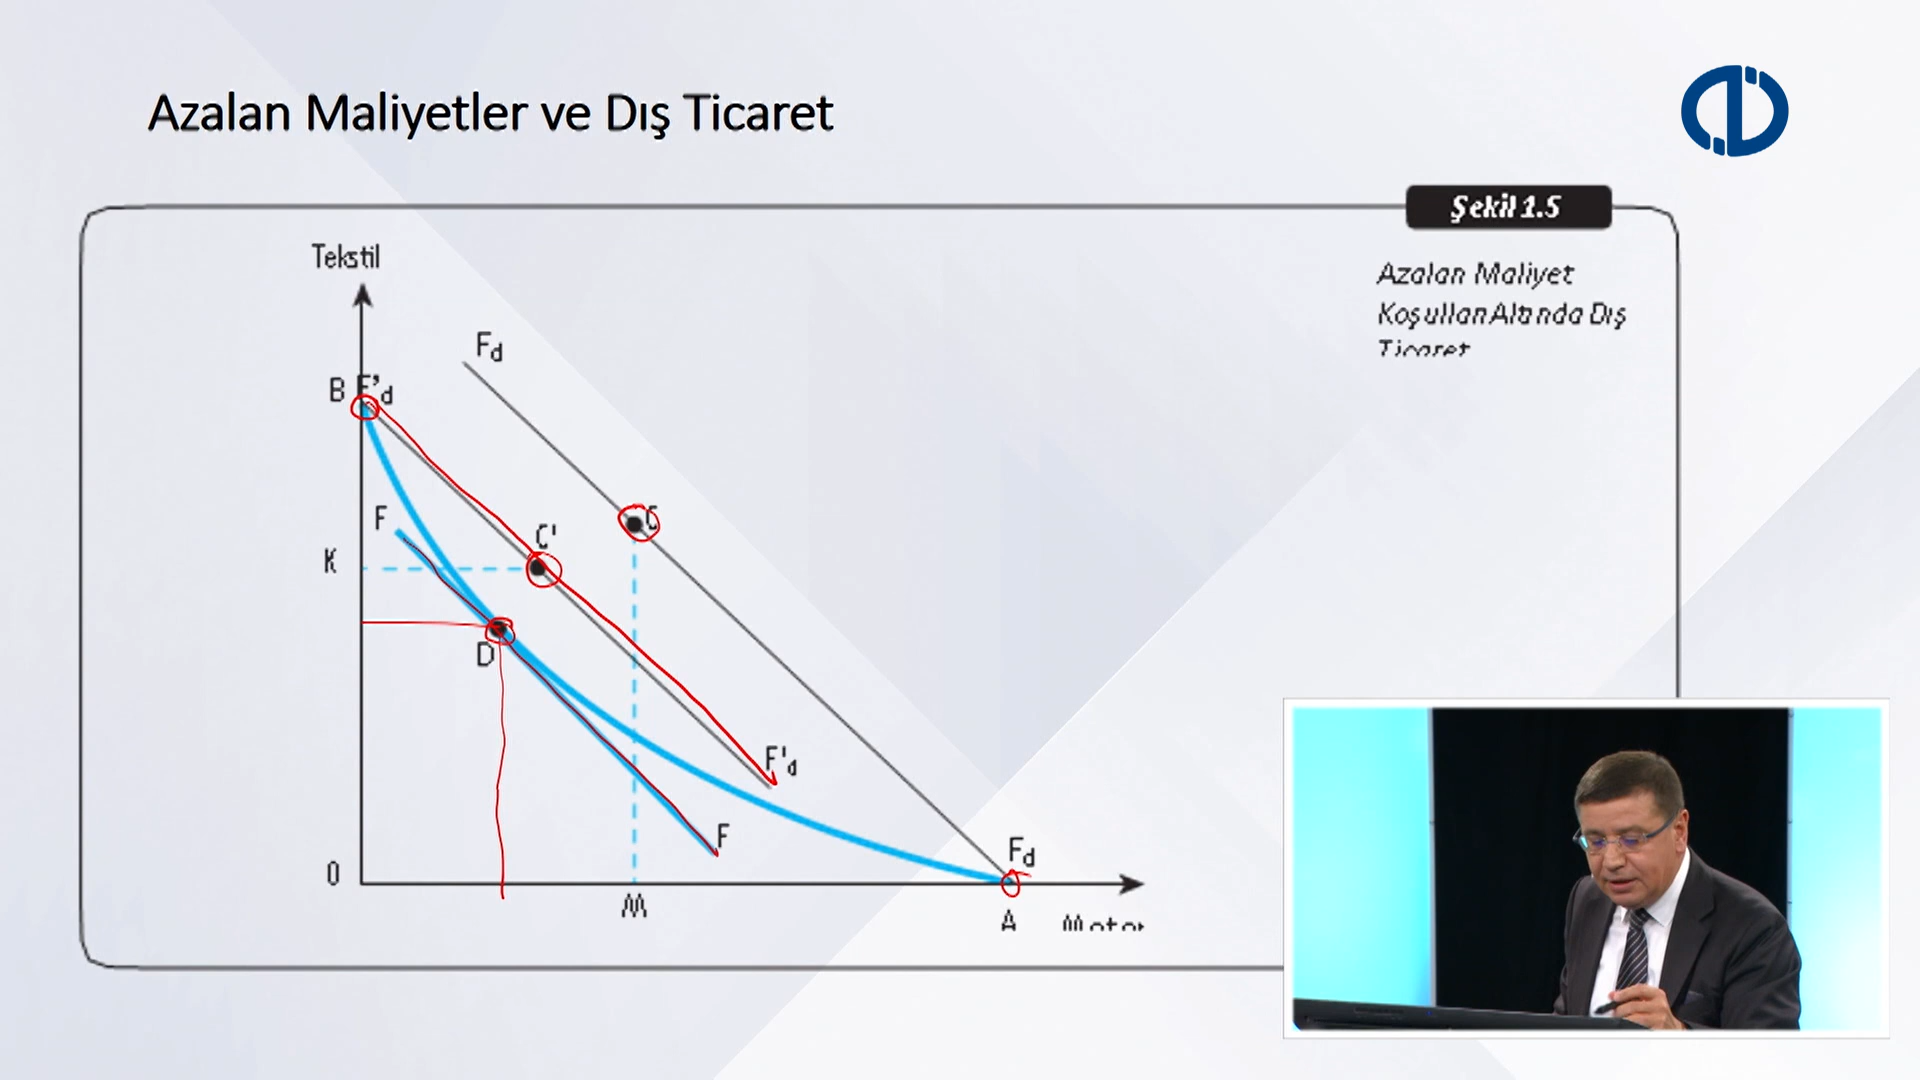 Azalan Maliyetler ve Dış Ticaret
Şekil 1.5
Azalan Maliyet
Koşulları Altında Dış
Ticaret
Tekstil
Fd
B F'd
F
C
C'
K
D
F'd
F
Fd
0
M
A Motor